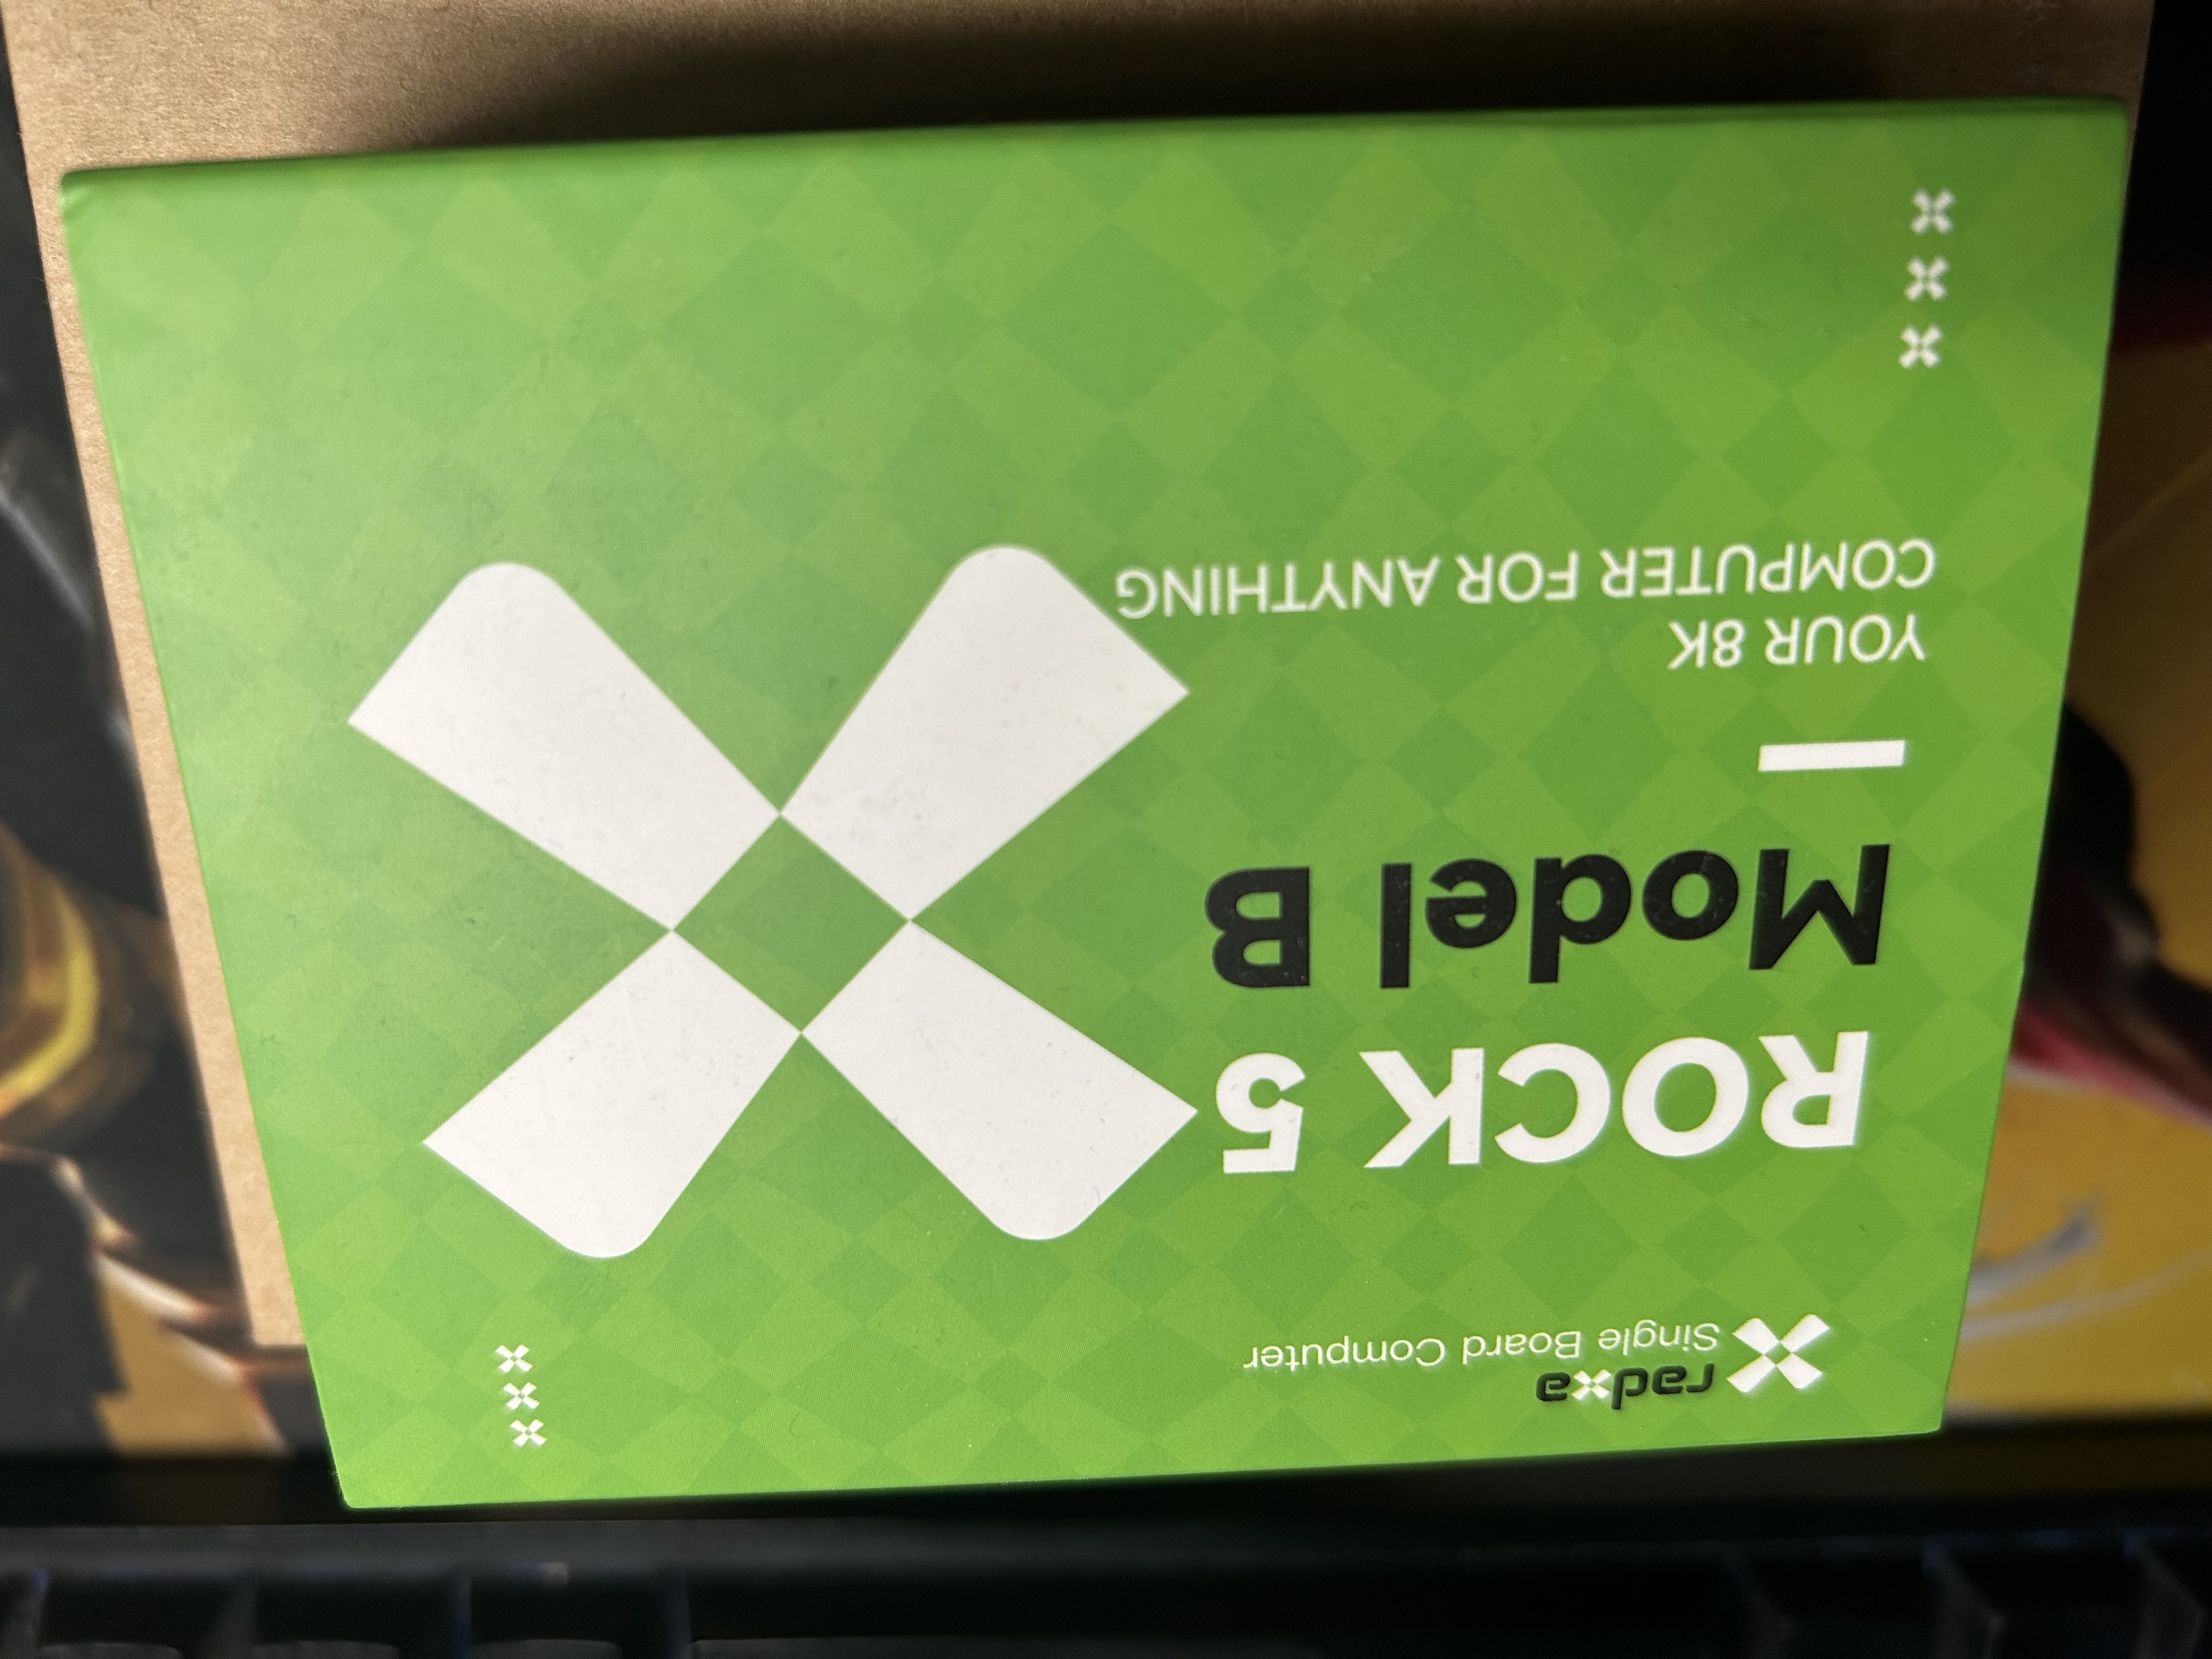 radxa
Single Board Computer
ROCK 5
Model B
YOUR 8K
COMPUTER FOR ANYTHING